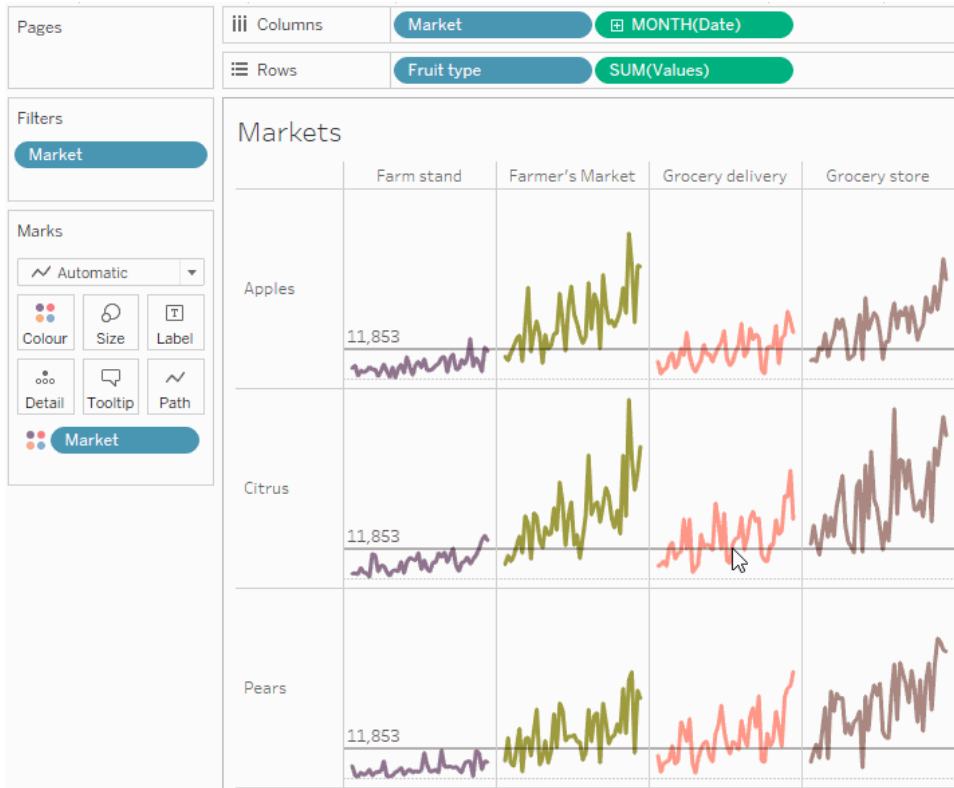 Pages
Columns Market MONTH(Date)
Rows Fruit type SUM(Values)
Filters
Market
Marks
Automatic
Colour Size Label
Detail Tooltip Path
Market
Markets
Farm stand Farmer's Market Grocery delivery Grocery store
Apples
11,853
Citrus
11,853
Pears
11,853